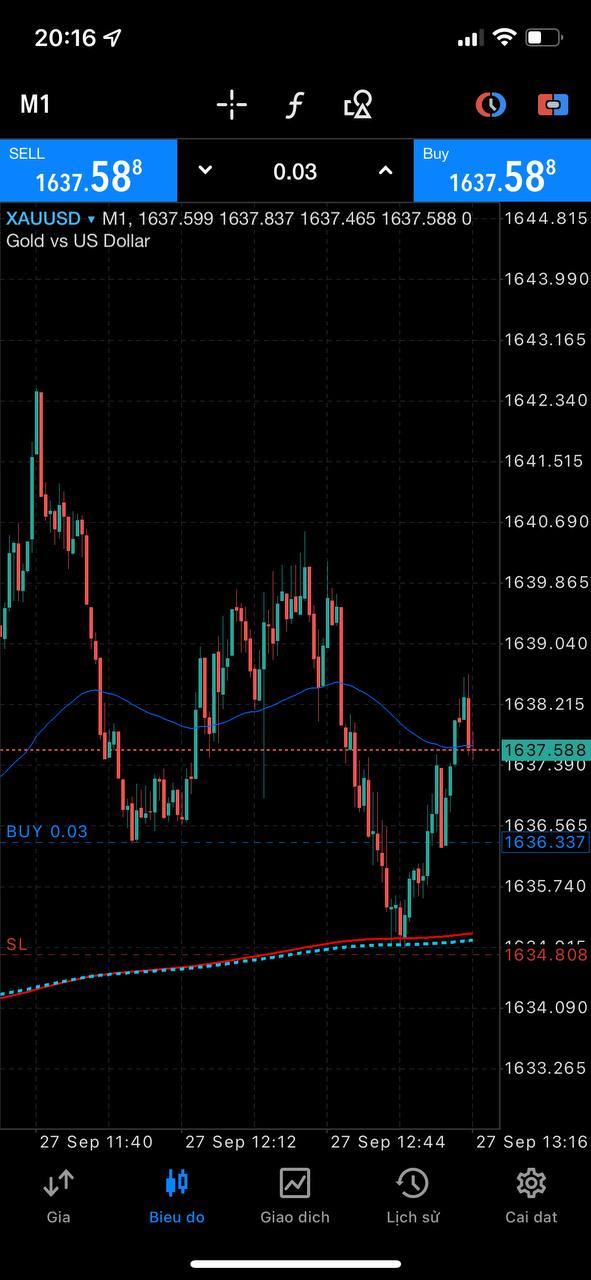 20:16
M1
SELL
1637.588
0.03
Buy
1637.588
XAUUSD M1, 1637.599 1637.837 1637.465 1637.588 0
Gold vs US Dollar
1644.815
1643.990
1643.165
1642.340
1641.515
1640.690
1639.865
1639.040
1638.215
1637.588
1637.390
1636.565
BUY 0.03
1636.337
1635.740
SL
1634.808
1634.090
1633.265
27 Sep 11:40 27 Sep 12:12 27 Sep 12:44 27 Sep 13:16
Gia Bieu do Giao dich Lịch sử Cai dat